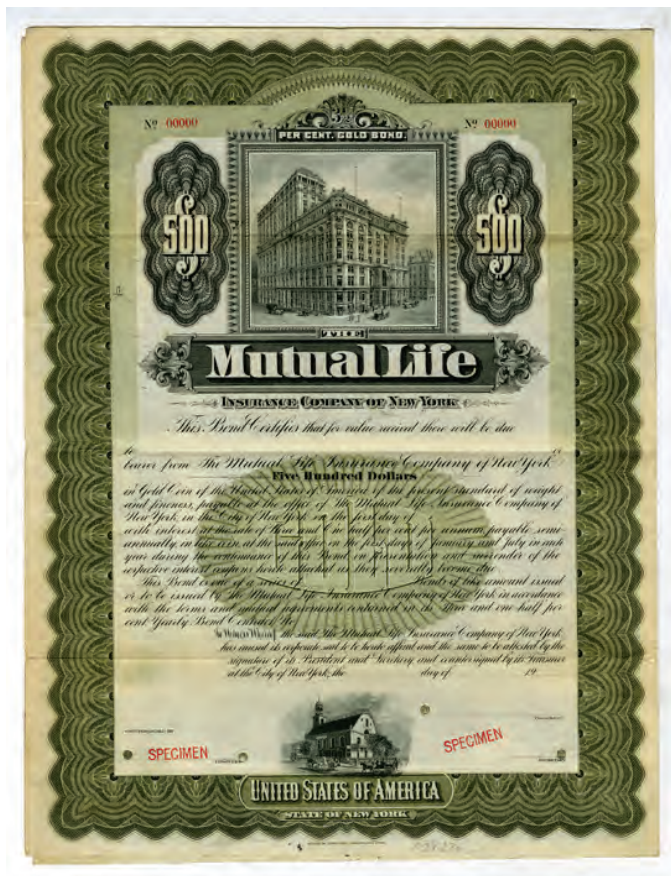 Nº 00000 Nº 00000
3½
PER CENT. GOLD BOND.
$500 $500
THE
Mutual Life
INSURANCE COMPANY OF NEW YORK
This Bond Certifies that for value received there will be due
to 19
bearer from The Mutual Life Insurance Company of New York
Five Hundred Dollars
in Gold Coin of the United States of America of the present standard of weight
and fineness, payable at the office of The Mutual Life Insurance Company of
New York, in the City of New York on the first day of
with interest at the rate of three and one half per cent per annum, payable semi-
annually, in like coin, at the said office on the first days of January and July in each
year during the continuance of this Bond on presentation and surrender of the
respective interest coupons hereto attached as they severally become due.
This Bond is one of a series of Bonds of like amount issued
or to be issued by The Mutual Life Insurance Company of New York in accordance
with the terms and mutual agreements contained in its three and one half per
cent Yearly Bond Contract, No.
In Witness Whereof the said The Mutual Life Insurance Company of New York
has caused its corporate seal to be hereto affixed and the same to be attested by the
signature of its President and Secretary and countersigned by its Treasurer
at the City of New York, the day of 19
SPECIMEN SPECIMEN
UNITED STATES OF AMERICA
STATE OF NEW YORK